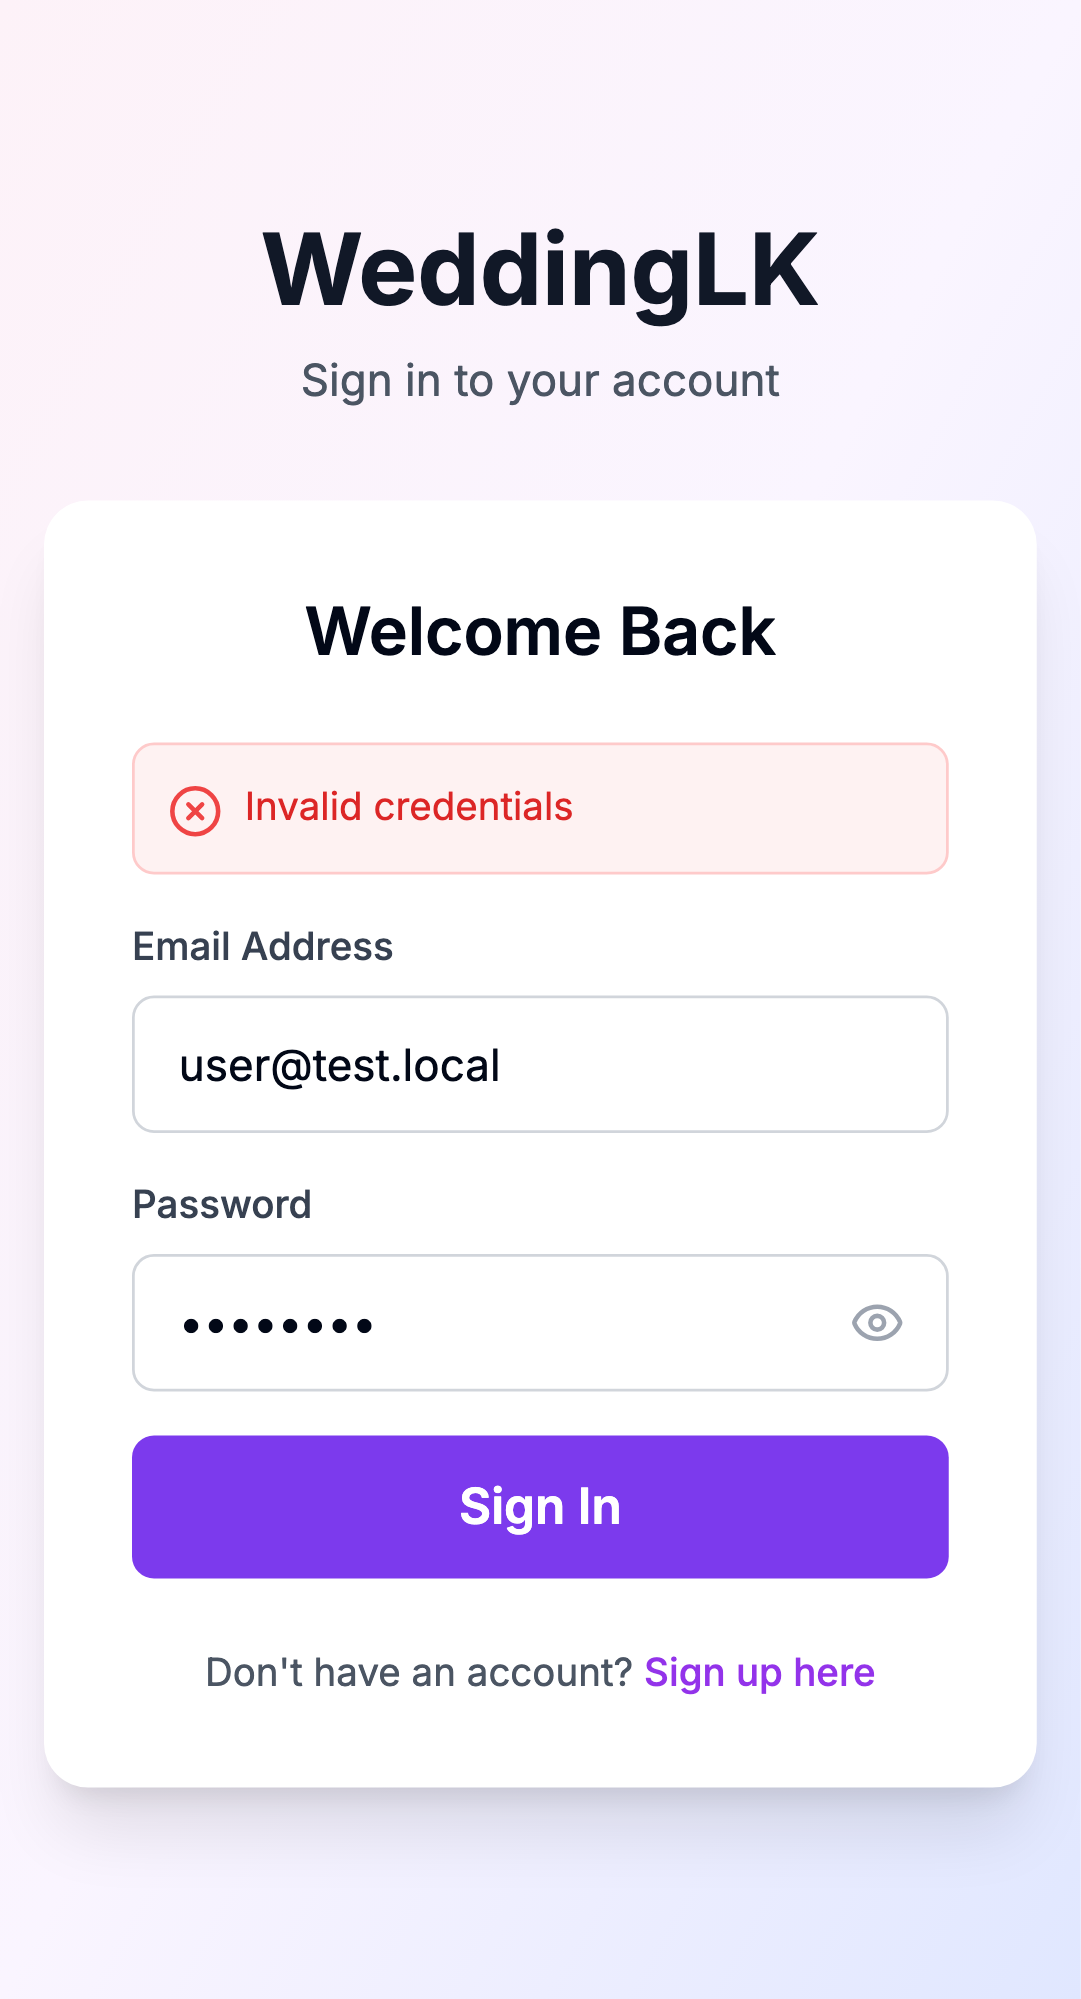 WeddingLK
Sign in to your account
Welcome Back
Invalid credentials
Email Address
user@test.local
Password
••••••••
Sign In
Don't have an account? Sign up here